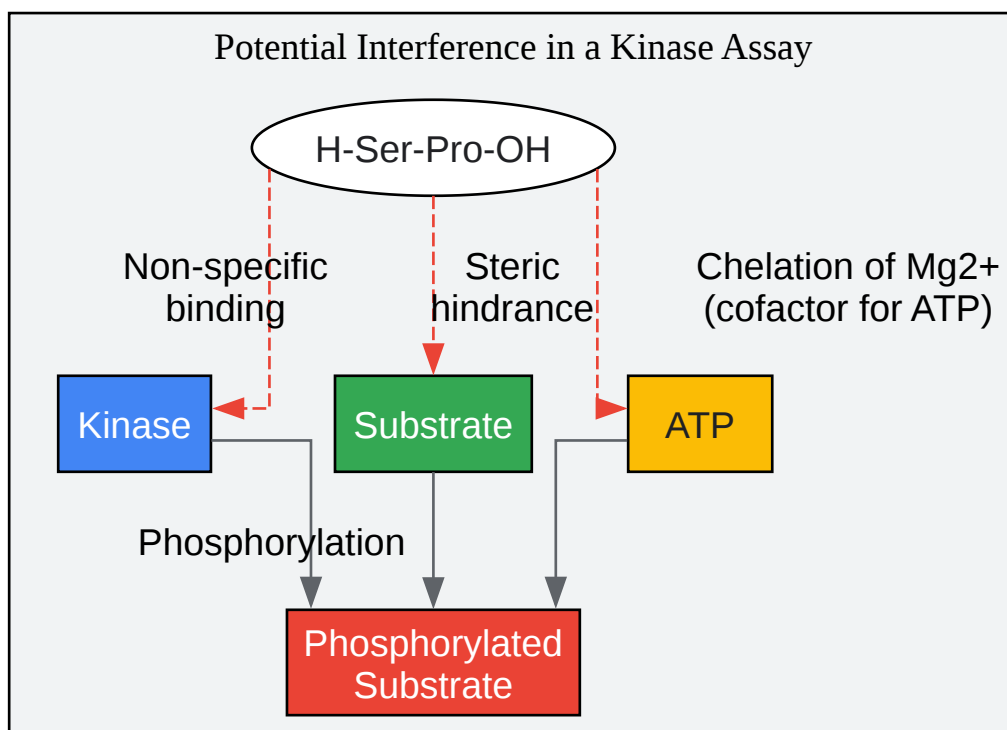 Potential Interference in a Kinase Assay
H-Ser-Pro-OH
Non-specific
binding
Steric
hindrance
Chelation of Mg2+
(cofactor for ATP)
Kinase
Substrate
ATP
Phosphorylation
Phosphorylated
Substrate